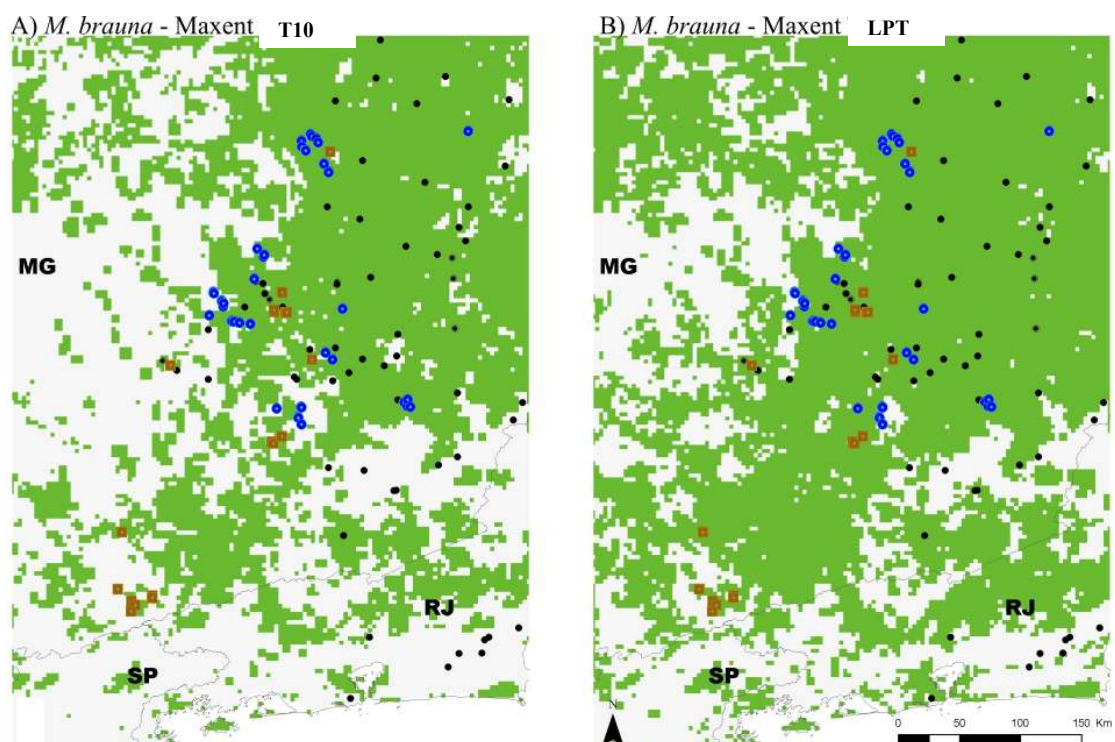 A) M. brauna - Maxent T10
B) M. brauna - Maxent LPT
MG
RJ
SP
MG
RJ
SP
N
0 50 100 150 Km